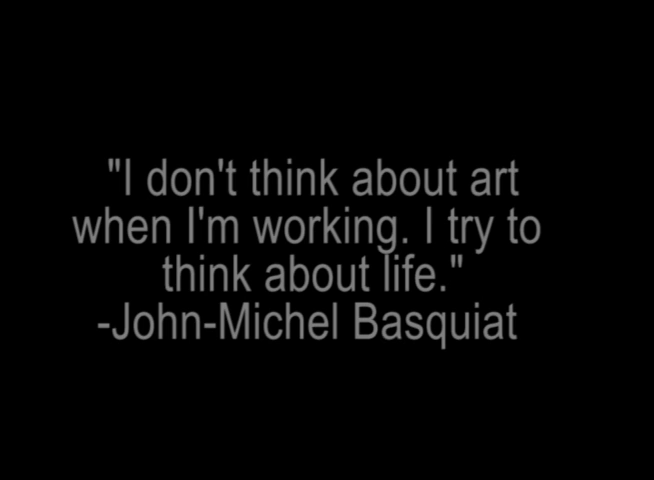 "I don't think about art
when I'm working. I try to
think about life."
-John-Michel Basquiat